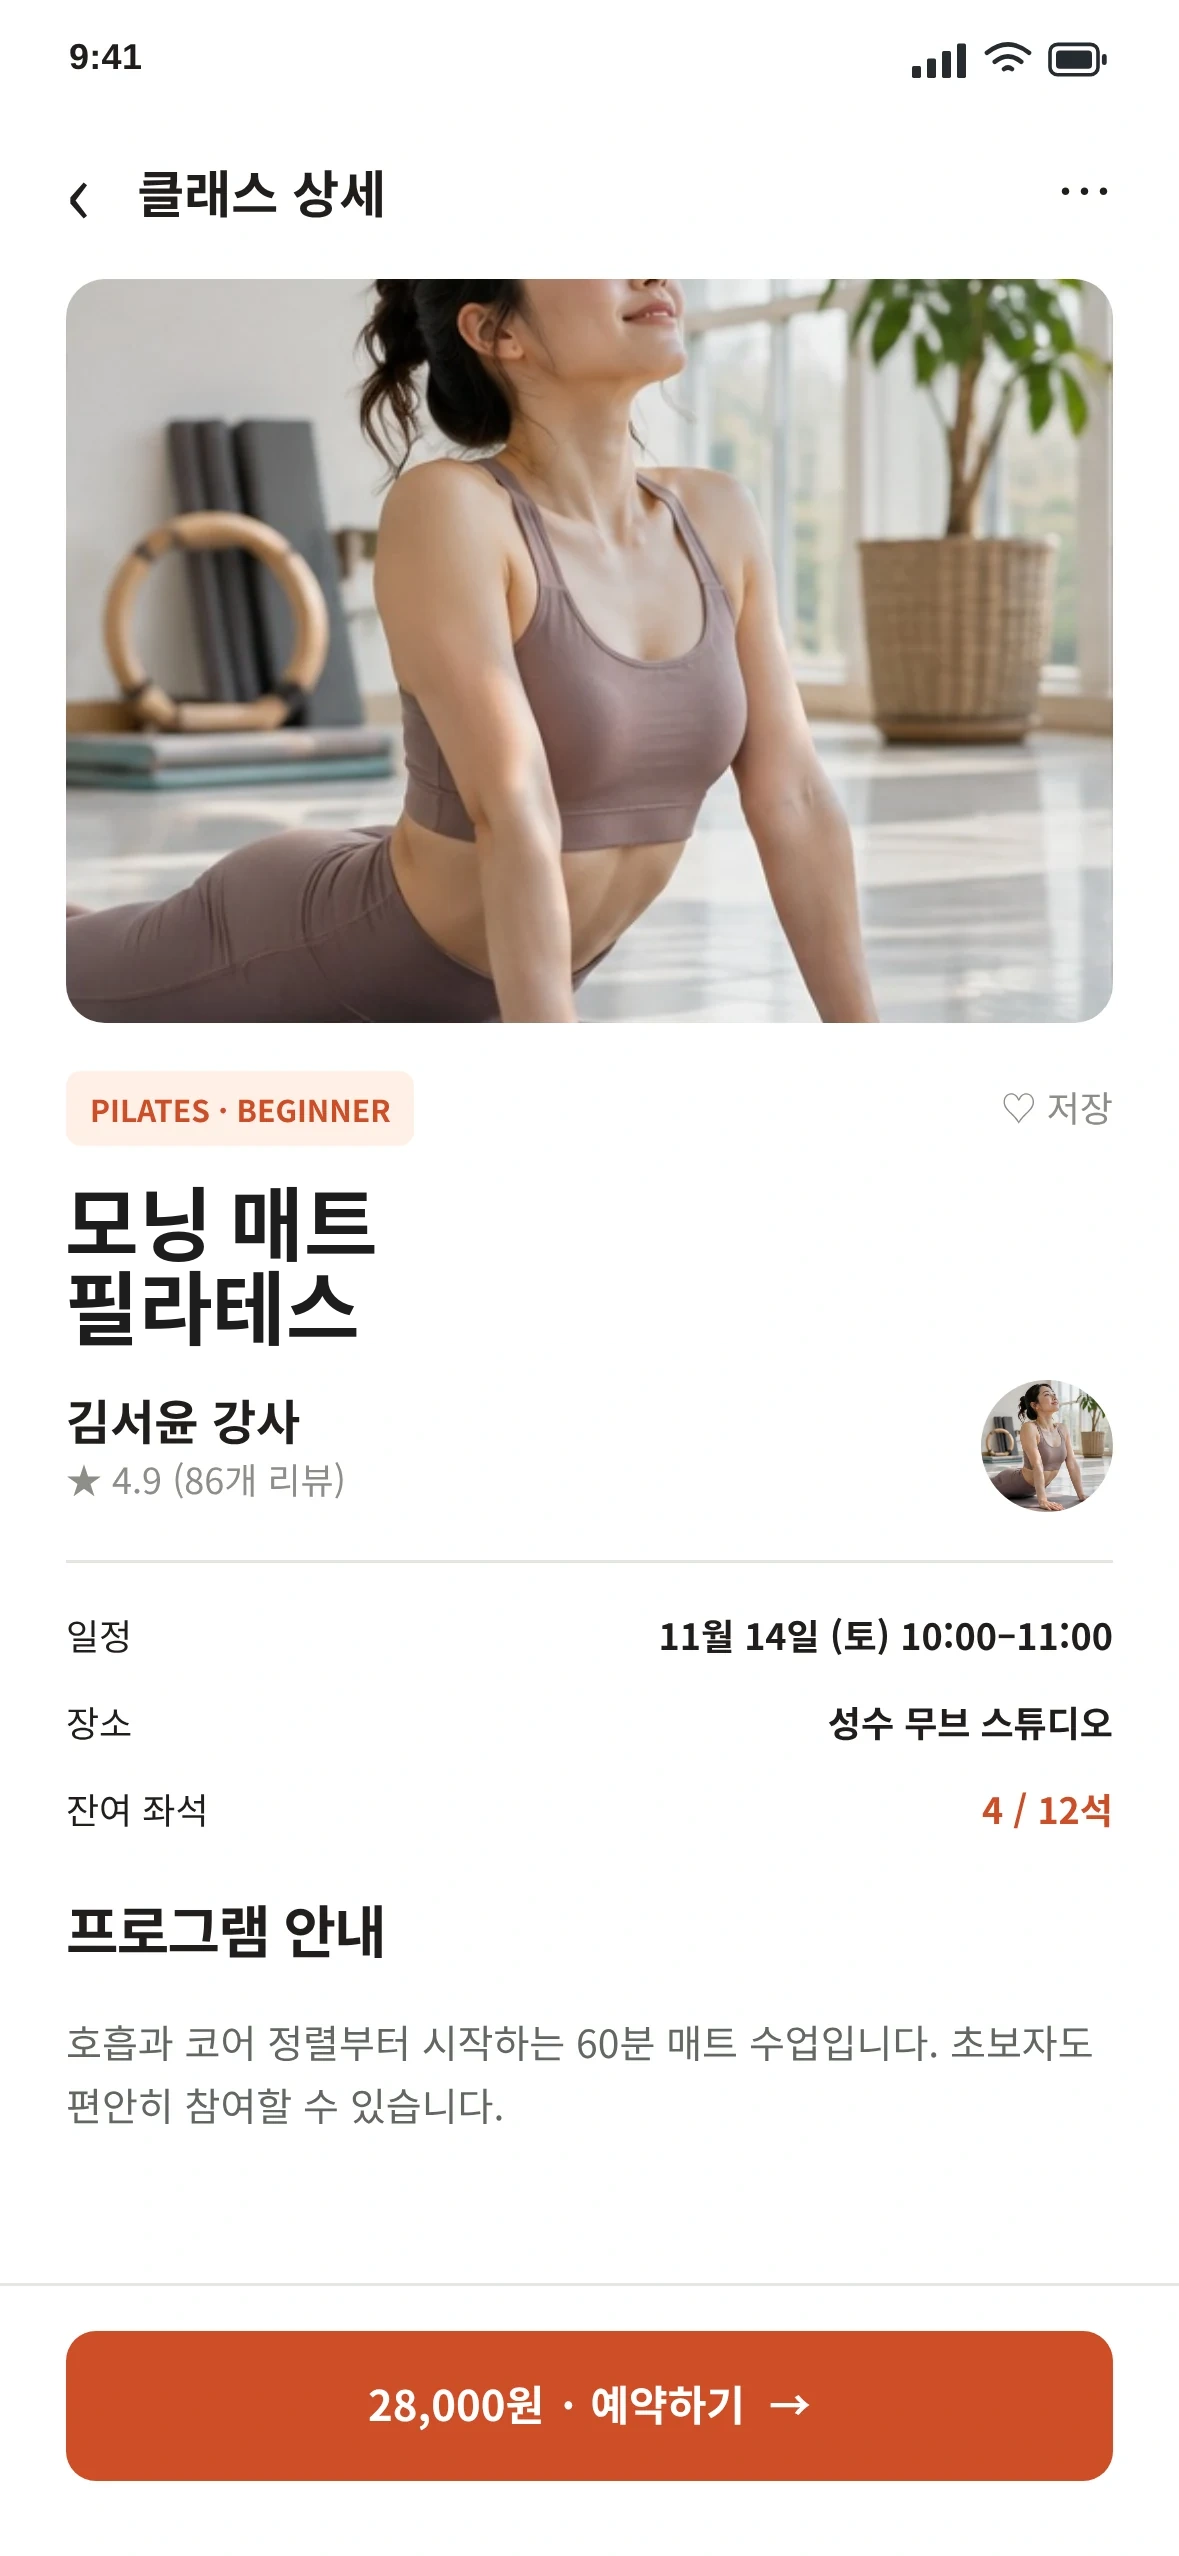 9:41
‹ 클래스 상세 ···
PILATES · BEGINNER
♡ 저장
모닝 매트
필라테스
김서윤 강사
★ 4.9 (86개 리뷰)
일정 11월 14일 (토) 10:00–11:00
장소 성수 무브 스튜디오
잔여 좌석 4 / 12석
프로그램 안내
호흡과 코어 정렬부터 시작하는 60분 매트 수업입니다. 초보자도
편안히 참여할 수 있습니다.
28,000원 · 예약하기 →